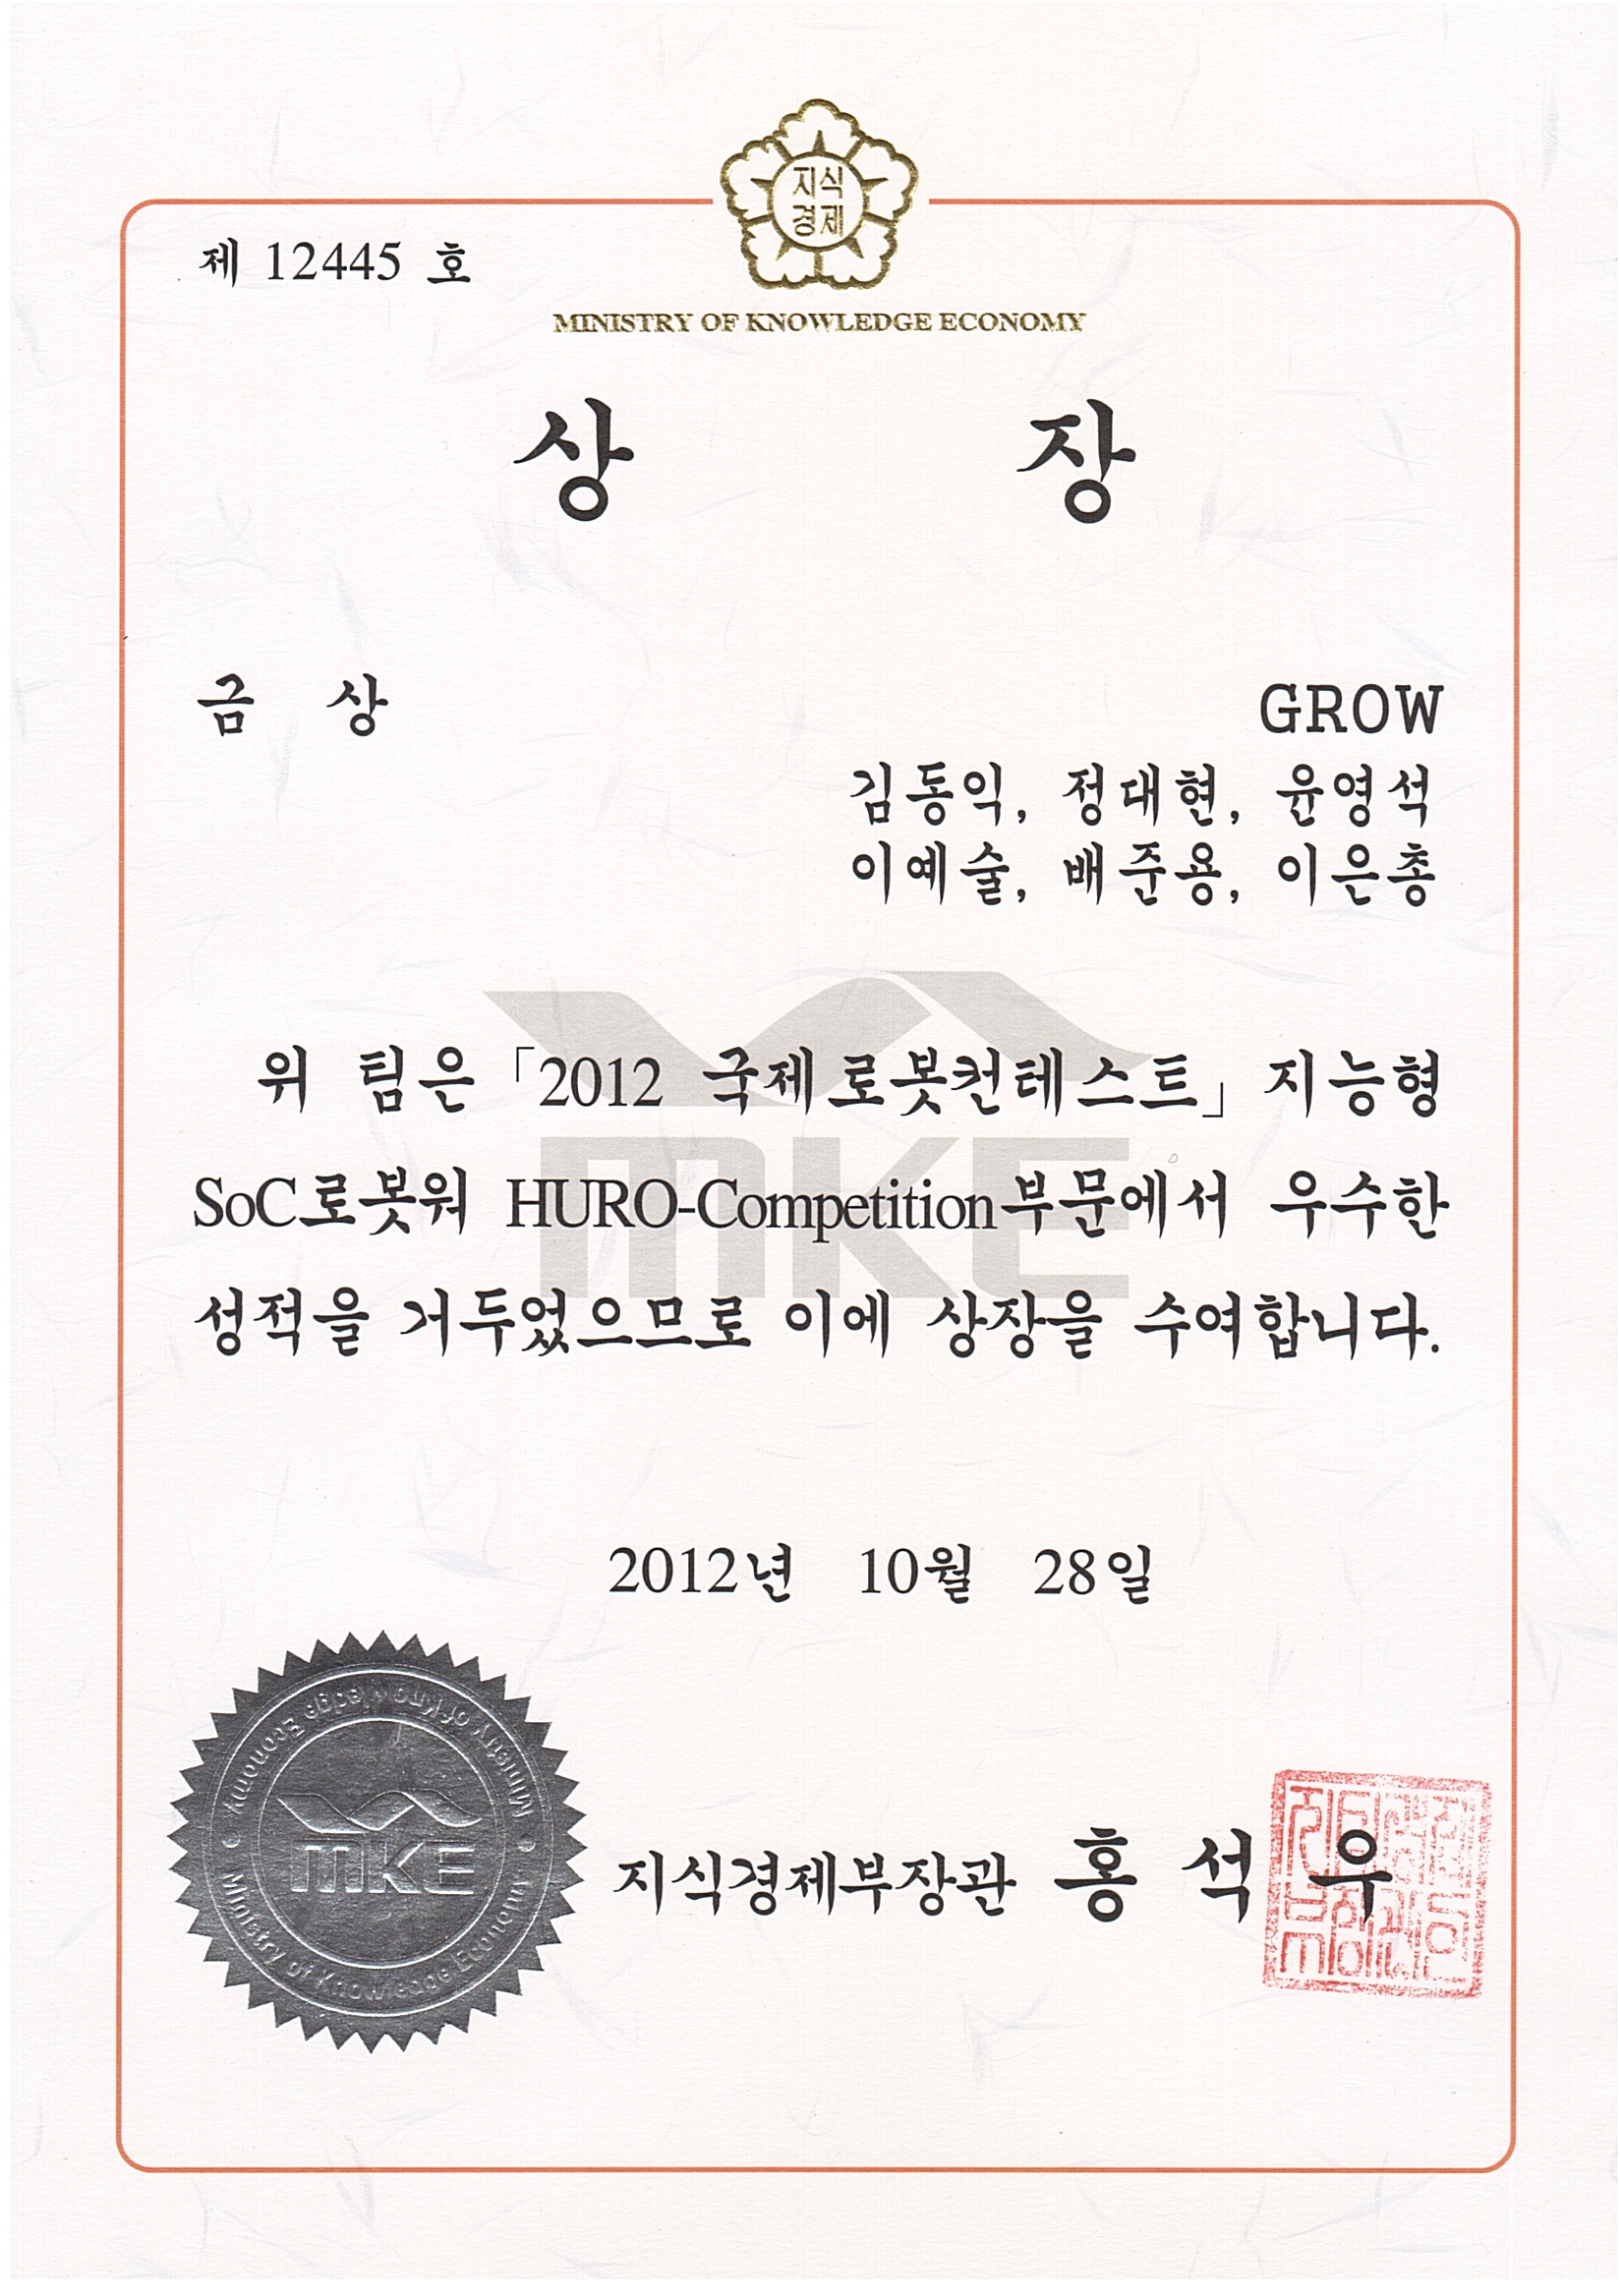 지식
경제
제 12445 호
MINISTRY OF KNOWLEDGE ECONOMY
상 장
금 상
GROW
김동익, 정대현, 윤영석
이예술, 배준용, 이은총
위 팀은 「2012 국제로봇컨테스트」 지능형
SoC로봇워 HURO-Competition부문에서 우수한
성적을 거두었으므로 이에 상장을 수여합니다.
MKE
2012년 10월 28일
Ministry of Knowledge Economy
MKE
Ministry of Knowledge Economy
지식경제부장관 홍 석 우